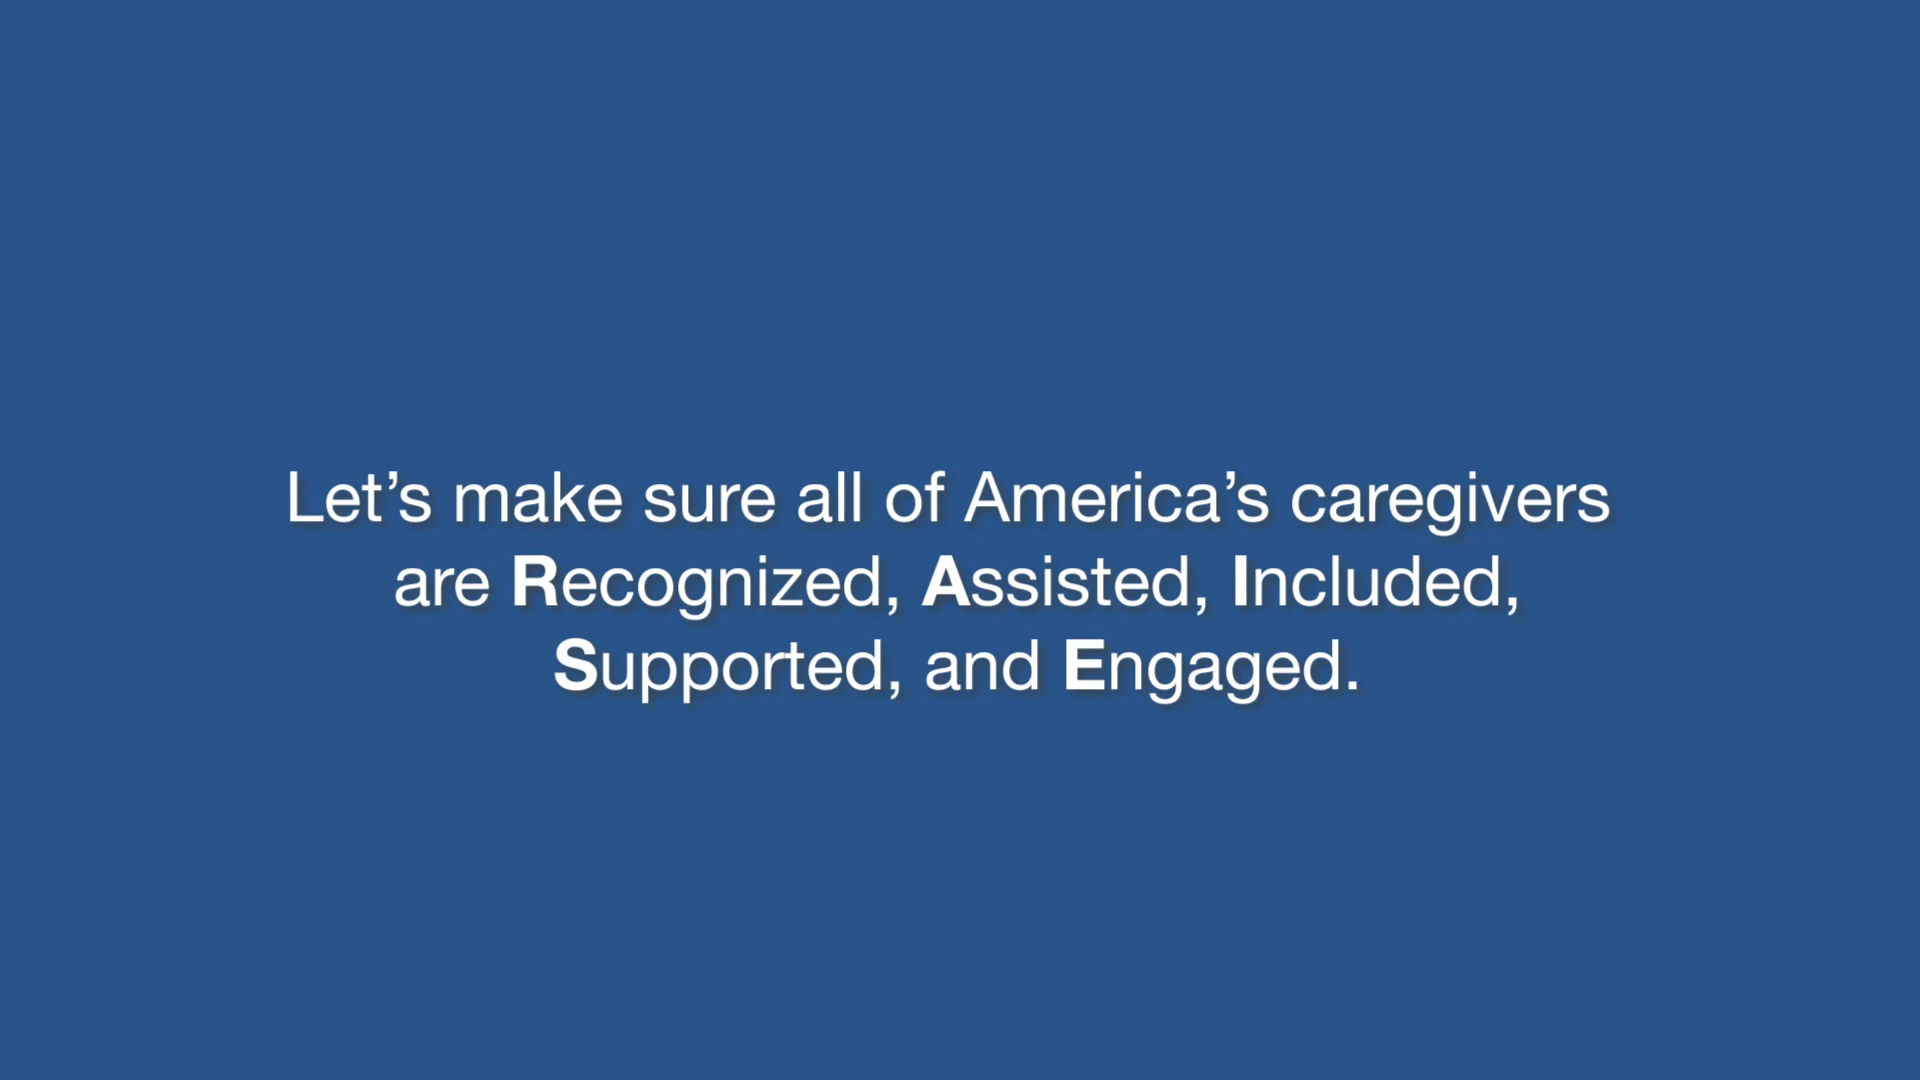 Let’s make sure all of America’s caregivers
are Recognized, Assisted, Included,
Supported, and Engaged.